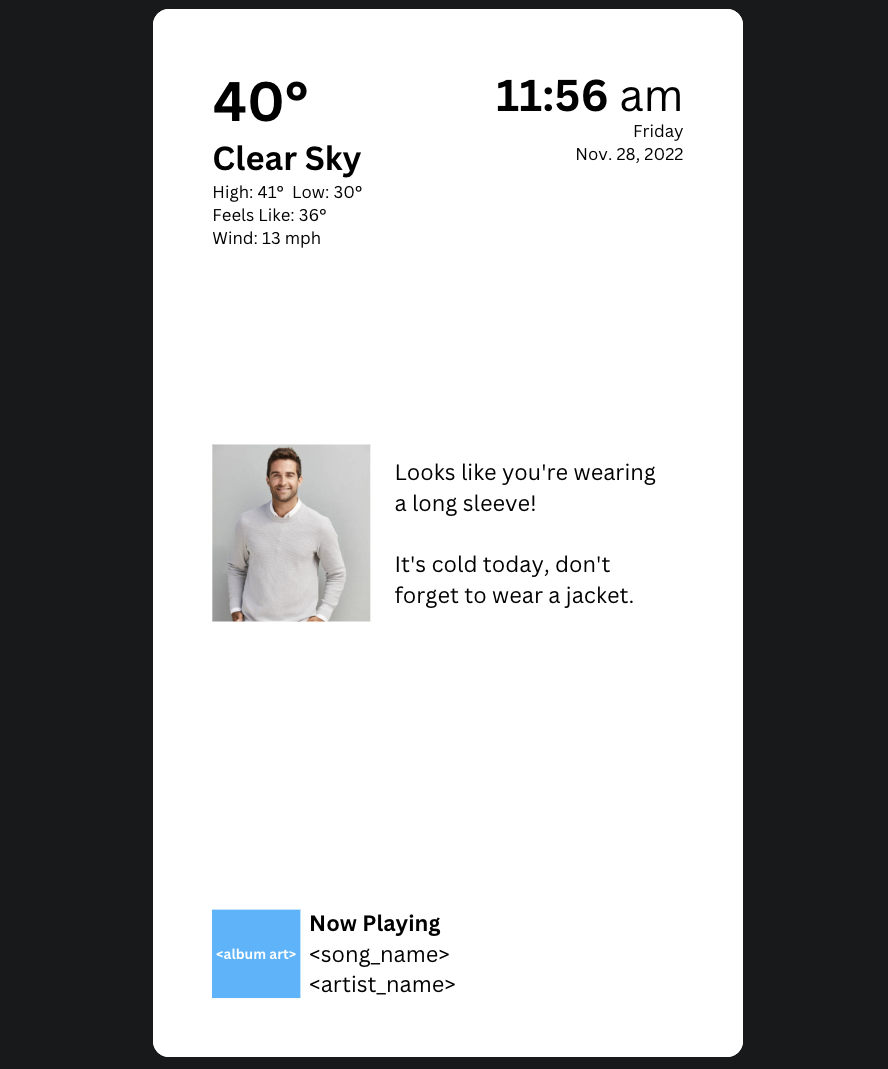 40°
Clear Sky
High: 41°  Low: 30°
Feels Like: 36°
Wind: 13 mph
11:56 am
Friday
Nov. 28, 2022
Looks like you're wearing
a long sleeve!
It's cold today, don't
forget to wear a jacket.
<album art>
Now Playing
<song_name>
<artist_name>